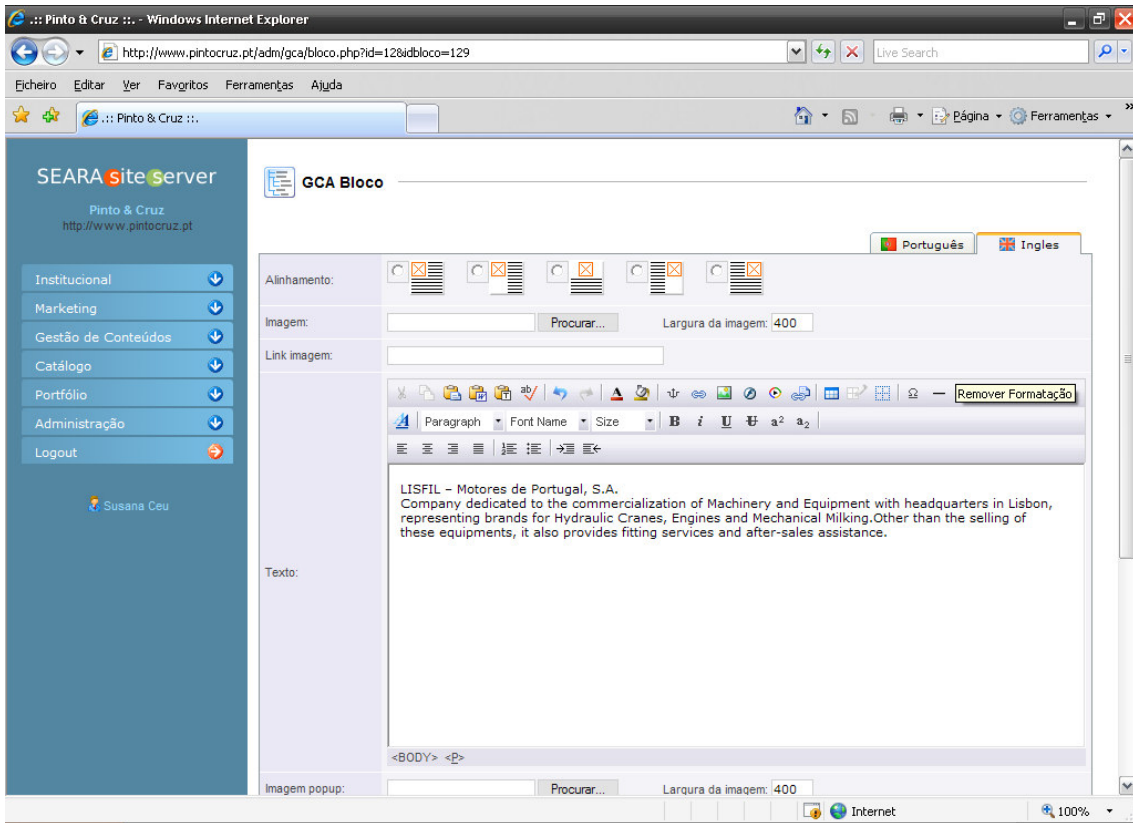 .:: Pinto & Cruz ::. - Windows Internet Explorer
http://www.pintocruz.pt/adm/gca/bloco.php?id=12&idbloco=129
Live Search
Ficheiro Editar Ver Favoritos Ferramentas Ajuda
.:: Pinto & Cruz ::.
Página Ferramentas
SEARA site server
Pinto & Cruz
http://www.pintocruz.pt
Institucional
Marketing
Gestão de Conteúdos
Catálogo
Portfólio
Administração
Logout
Susana Ceu
GCA Bloco
Português Ingles
Alinhamento:
Imagem: Procurar... Largura da imagem: 400
Link imagem:
Remover Formatação
Paragraph Font Name Size B i U U a² a₂
Texto:
LISFIL – Motores de Portugal, S.A.
Company dedicated to the commercialization of Machinery and Equipment with headquarters in Lisbon,
representing brands for Hydraulic Cranes, Engines and Mechanical Milking.Other than the selling of
these equipments, it also provides fitting services and after-sales assistance.
<BODY> <P>
Imagem popup: Procurar... Largura da imagem: 400
Internet 100%